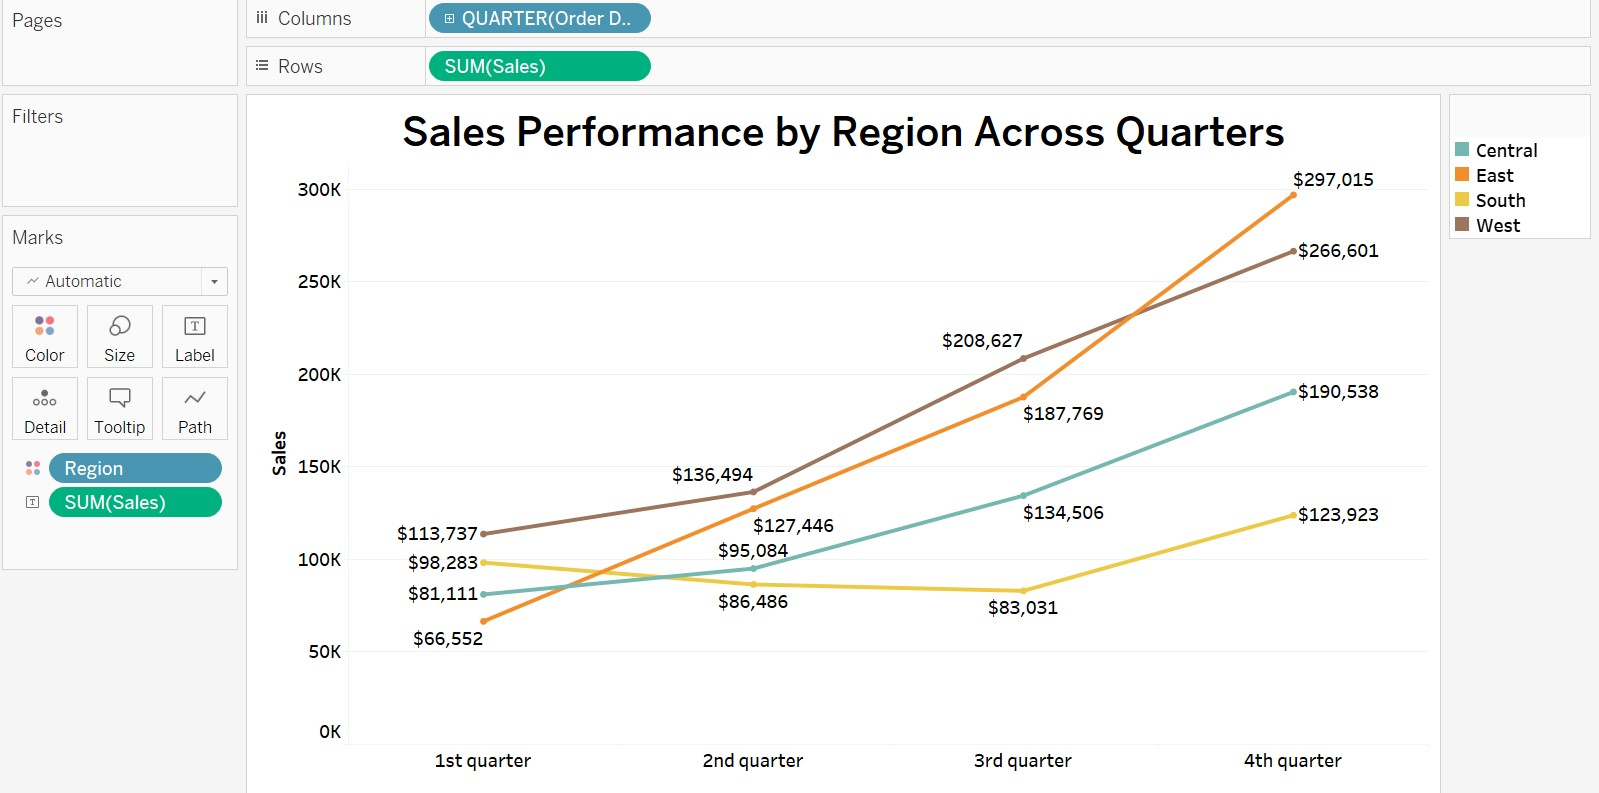 Pages
Columns
QUARTER(Order D..
Rows
SUM(Sales)
Filters
Marks
Automatic
Color
Size
Label
Detail
Tooltip
Path
Region
SUM(Sales)
Sales Performance by Region Across Quarters
Sales
300K
250K
200K
150K
100K
50K
0K
$297,015
$266,601
$208,627
$187,769
$190,538
$136,494
$127,446
$134,506
$123,923
$113,737
$98,283
$95,084
$81,111
$86,486
$83,031
$66,552
1st quarter
2nd quarter
3rd quarter
4th quarter
Central
East
South
West